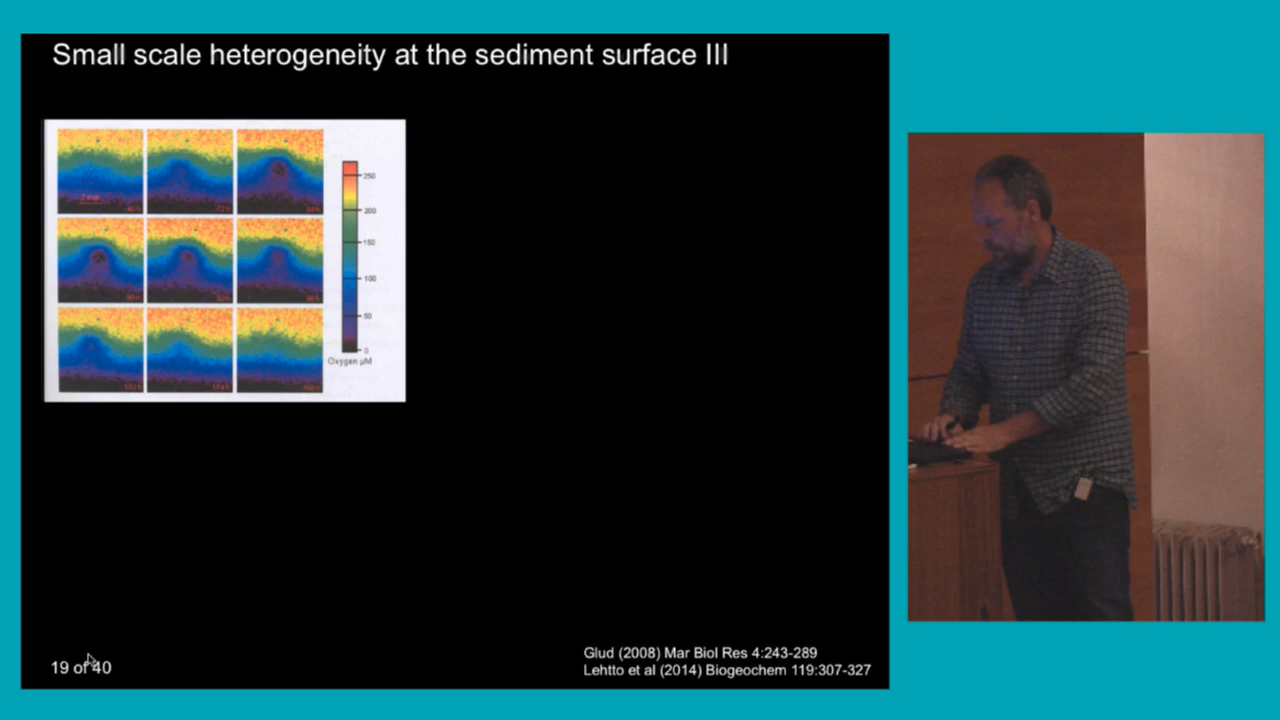 Small scale heterogeneity at the sediment surface III
250
200
150
100
50
0
Oxygen µM
19 of 40
Glud (2008) Mar Biol Res 4:243-289
Lehtto et al (2014) Biogeochem 119:307-327